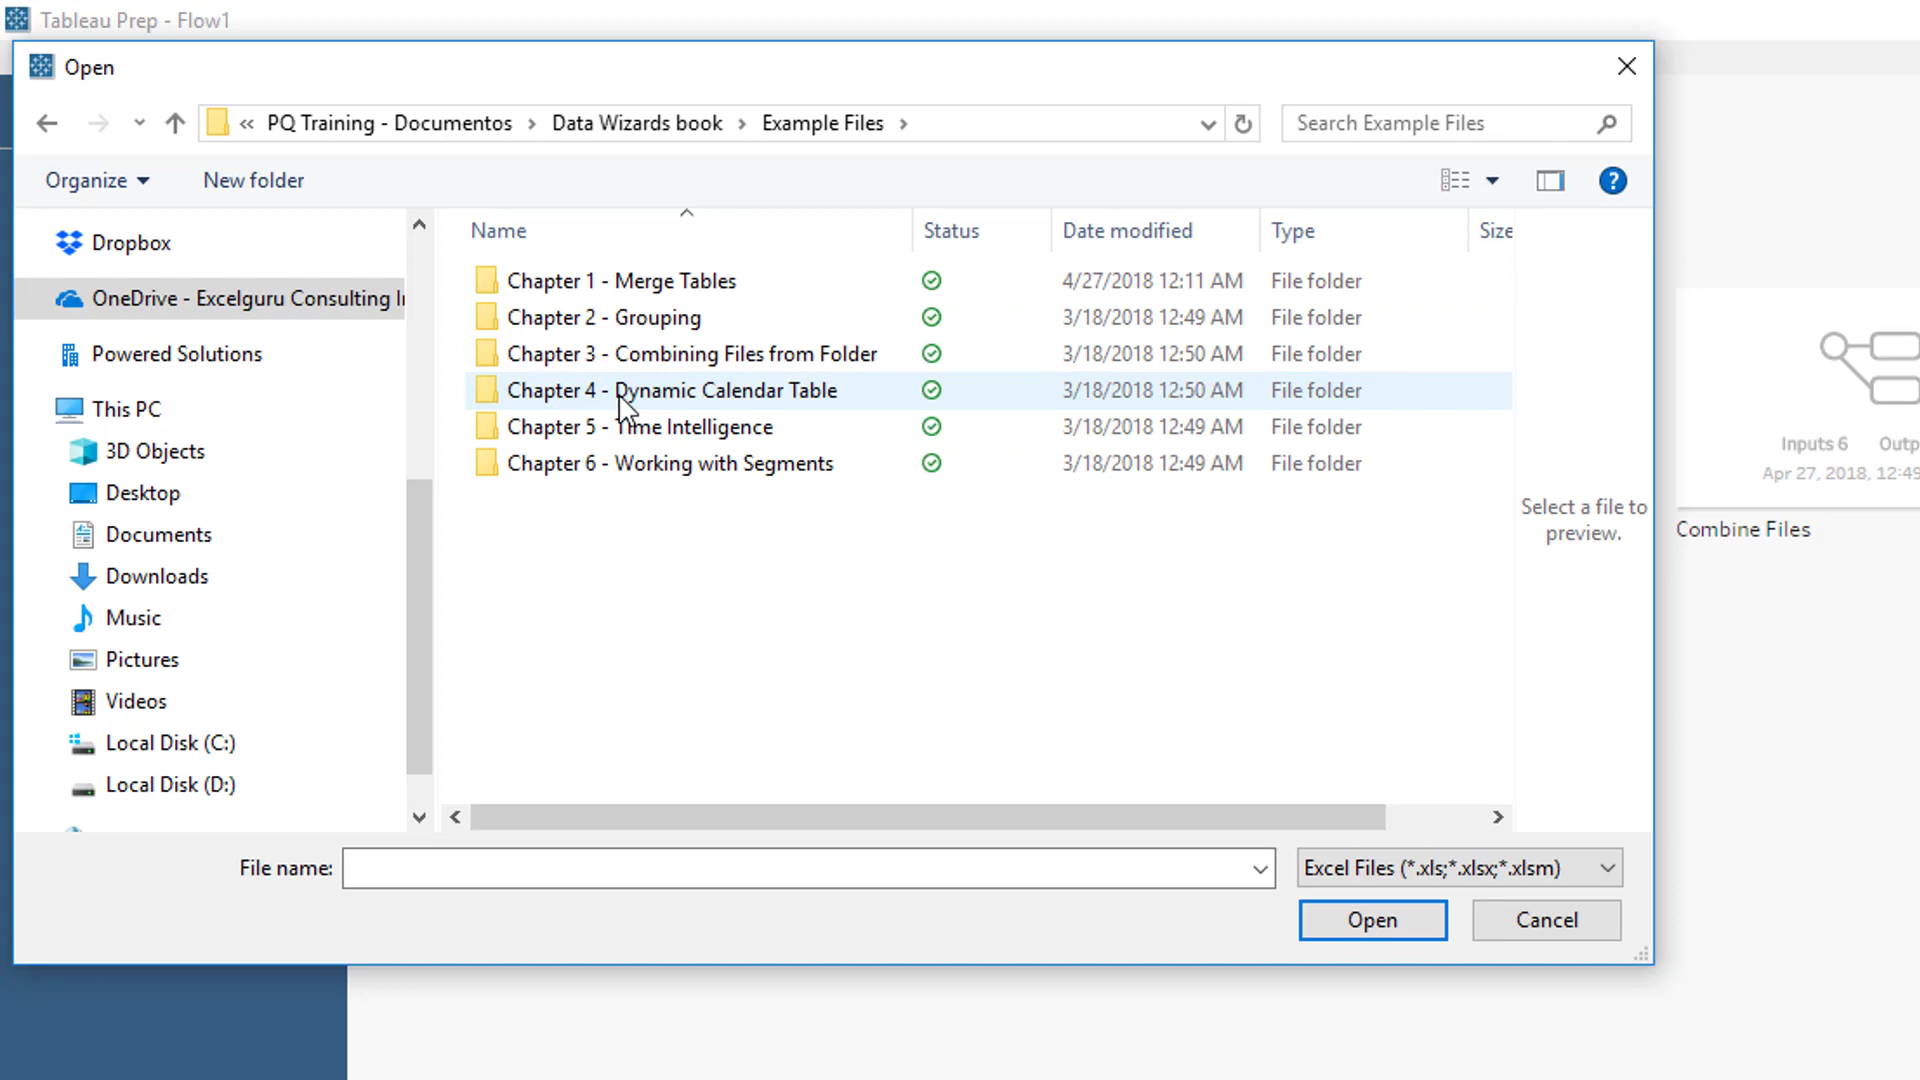 Tableau Prep - Flow1
Open
« PQ Training - Documentos > Data Wizards book > Example Files >
Search Example Files
Organize
New folder
?
Name
Status
Date modified
Type
Size
Dropbox
OneDrive - Excelguru Consulting I
Powered Solutions
This PC
3D Objects
Desktop
Documents
Downloads
Music
Pictures
Videos
Local Disk (C:)
Local Disk (D:)
Chapter 1 - Merge Tables 4/27/2018 12:11 AM File folder
Chapter 2 - Grouping 3/18/2018 12:49 AM File folder
Chapter 3 - Combining Files from Folder 3/18/2018 12:50 AM File folder
Chapter 4 - Dynamic Calendar Table 3/18/2018 12:50 AM File folder
Chapter 5 - Time Intelligence 3/18/2018 12:49 AM File folder
Chapter 6 - Working with Segments 3/18/2018 12:49 AM File folder
Select a file to
preview.
Inputs 6 Outp
Apr 27, 2018, 12:49
Combine Files
File name:
Excel Files (*.xls;*.xlsx;*.xlsm)
Open
Cancel